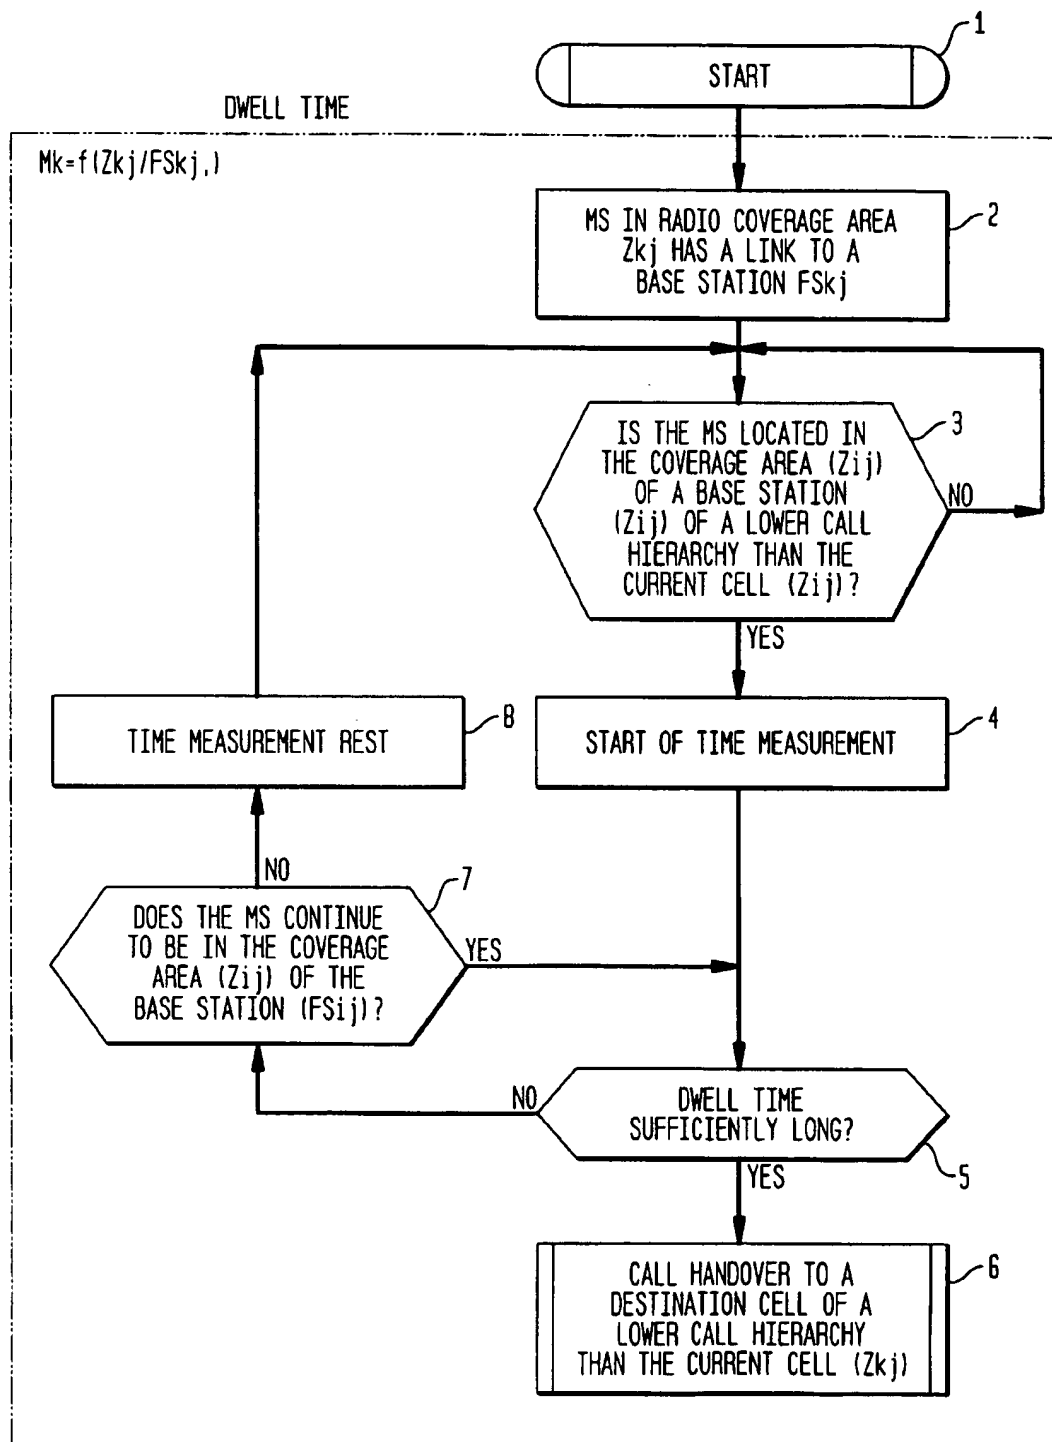 1
START
DWELL TIME
Mk=f(Zkj/FSkj,)
MS IN RADIO COVERAGE AREA
Zkj HAS A LINK TO A
BASE STATION FSkj
2
IS THE MS LOCATED IN
THE COVERAGE AREA (Zij)
OF A BASE STATION
(Zij) OF A LOWER CALL
HIERARCHY THAN THE
CURRENT CELL (Zij)?
3
NO
YES
TIME MEASUREMENT REST
8
START OF TIME MEASUREMENT
4
NO
DOES THE MS CONTINUE
TO BE IN THE COVERAGE
AREA (Zij) OF THE
BASE STATION (FSij)?
7
YES
NO
DWELL TIME
SUFFICIENTLY LONG?
5
YES
CALL HANDOVER TO A
DESTINATION CELL OF A
LOWER CALL HIERARCHY
THAN THE CURRENT CELL (Zkj)
6